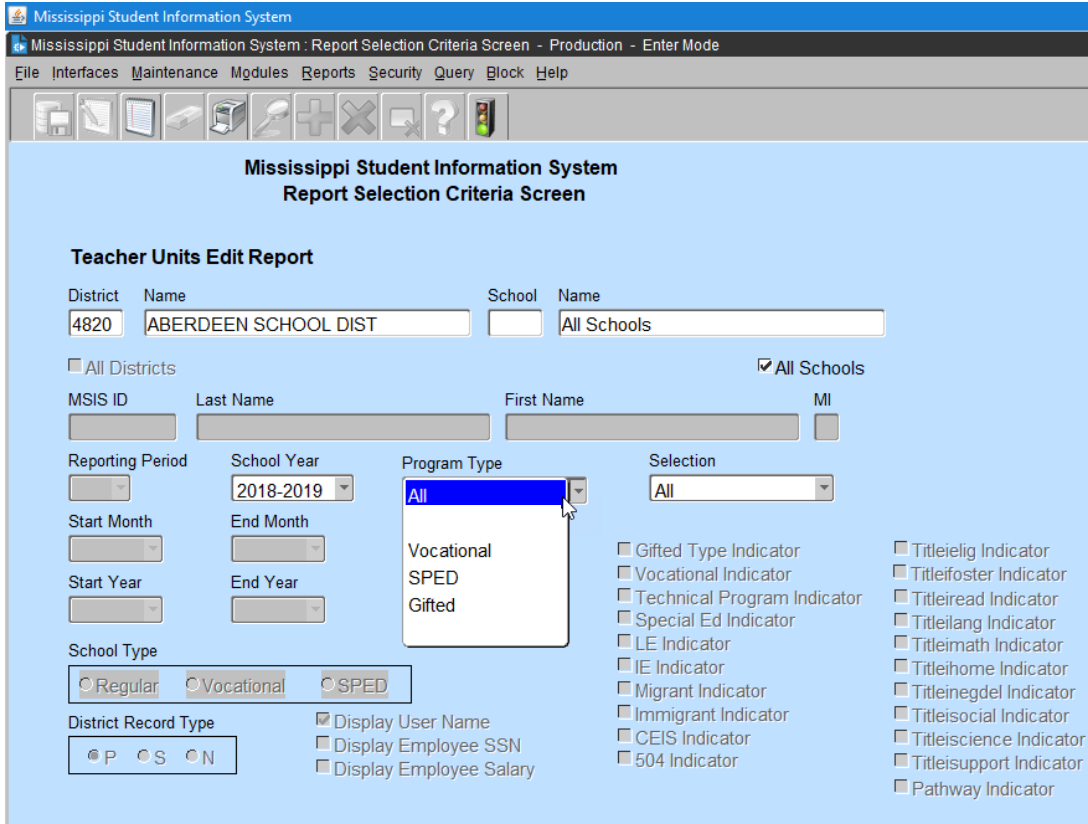 Mississippi Student Information System
Mississippi Student Information System : Report Selection Criteria Screen - Production - Enter Mode
File Interfaces Maintenance Modules Reports Security Query Block Help
Mississippi Student Information System
Report Selection Criteria Screen
Teacher Units Edit Report
District Name School Name
4820 ABERDEEN SCHOOL DIST All Schools
All Districts All Schools
MSIS ID Last Name First Name MI
Reporting Period School Year Program Type Selection
2018-2019 All All
Start Month End Month
Vocational Gifted Type Indicator Titleielig Indicator
SPED Vocational Indicator Titleifoster Indicator
Start Year End Year
Gifted Technical Program Indicator Titleiread Indicator
Special Ed Indicator Titleilang Indicator
LE Indicator Titleimath Indicator
School Type
IE Indicator Titleihome Indicator
Regular Vocational SPED Migrant Indicator Titleinegdel Indicator
District Record Type Display User Name Immigrant Indicator Titleisocial Indicator
Display Employee SSN CEIS Indicator Titleiscience Indicator
P S N Display Employee Salary 504 Indicator Titleisupport Indicator
Pathway Indicator